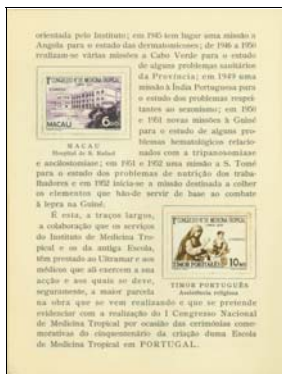 orientada pelo Instituto; em 1945 tem lugar uma missão a
Angola para o estudo das dermatomicoses; de 1946 a 1950
realizam-se várias missões a Cabo Verde para o estudo
de alguns problemas sanitários
da Província; em 1949 uma
missão à Índia Portuguesa para
o estudo dos problemas respei-
tantes ao sezonismo; em 1950
e 1951 novas missões à Guiné
para o estudo de alguns pro-
blemas hematológicos relacio-
nados com a tripanosomíase
1º CONGRESSO Nº DE MEDICINA TROPICAL
MACAU
6
MACAU
Hospital de S. Rafael
e ancilostomíase; em 1951 e 1952 uma missão a S. Tomé
para o estudo dos problemas de nutrição dos traba-
lhadores e em 1952 inicia-se a missão destinada a colher
os elementos que hão-de servir de base ao combate
à lepra na Guiné.
É esta, a traços largos,
a colaboração que os serviços
do Instituto de Medicina Tro-
pical e os da antiga Escola,
têm prestado ao Ultramar e aos
médicos que ali exercem a sua
acção e aos quais se deve,
seguramente, a maior parcela
TIMOR PORTUGUÊS
10
TIMOR PORTUGUÊS
Assistência religiosa
na obra que se vem realizando e que se pretende
evidenciar com a realização do I Congresso Nacional
de Medicina Tropical por ocasião das cerimónias come-
morativas do cinquentenário da criação duma Escola
de Medicina Tropical em PORTUGAL.